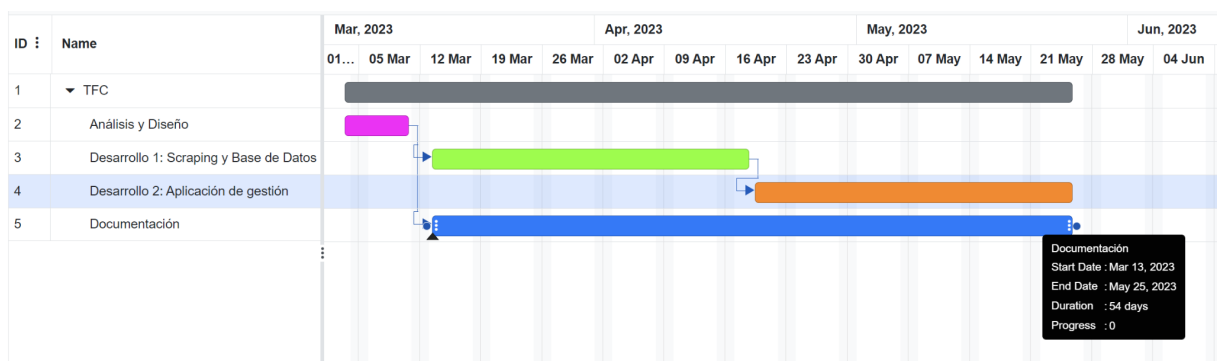 ID Name
Mar, 2023 Apr, 2023 May, 2023 Jun, 2023
01... 05 Mar 12 Mar 19 Mar 26 Mar 02 Apr 09 Apr 16 Apr 23 Apr 30 Apr 07 May 14 May 21 May 28 May 04 Jun
1 TFC
2 Análisis y Diseño
3 Desarrollo 1: Scraping y Base de Datos
4 Desarrollo 2: Aplicación de gestión
5 Documentación
Documentación
Start Date : Mar 13, 2023
End Date : May 25, 2023
Duration : 54 days
Progress : 0